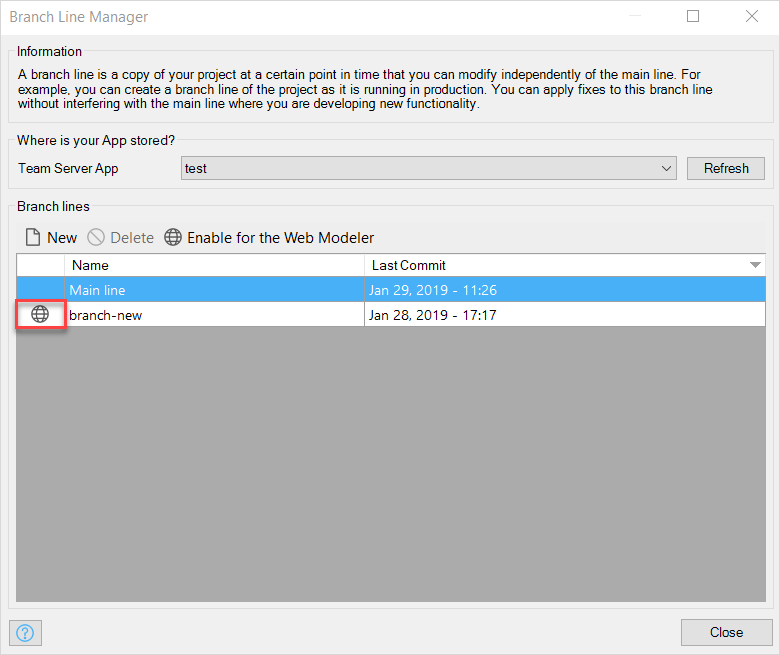 Branch Line Manager
Information
A branch line is a copy of your project at a certain point in time that you can modify independently of the main line. For
example, you can create a branch line of the project as it is running in production. You can apply fixes to this branch line
without interfering with the main line where you are developing new functionality.
Where is your App stored?
Team Server App test Refresh
Branch lines
New Delete Enable for the Web Modeler
Name Last Commit
Main line Jan 29, 2019 - 11:26
branch-new Jan 28, 2019 - 17:17
? Close